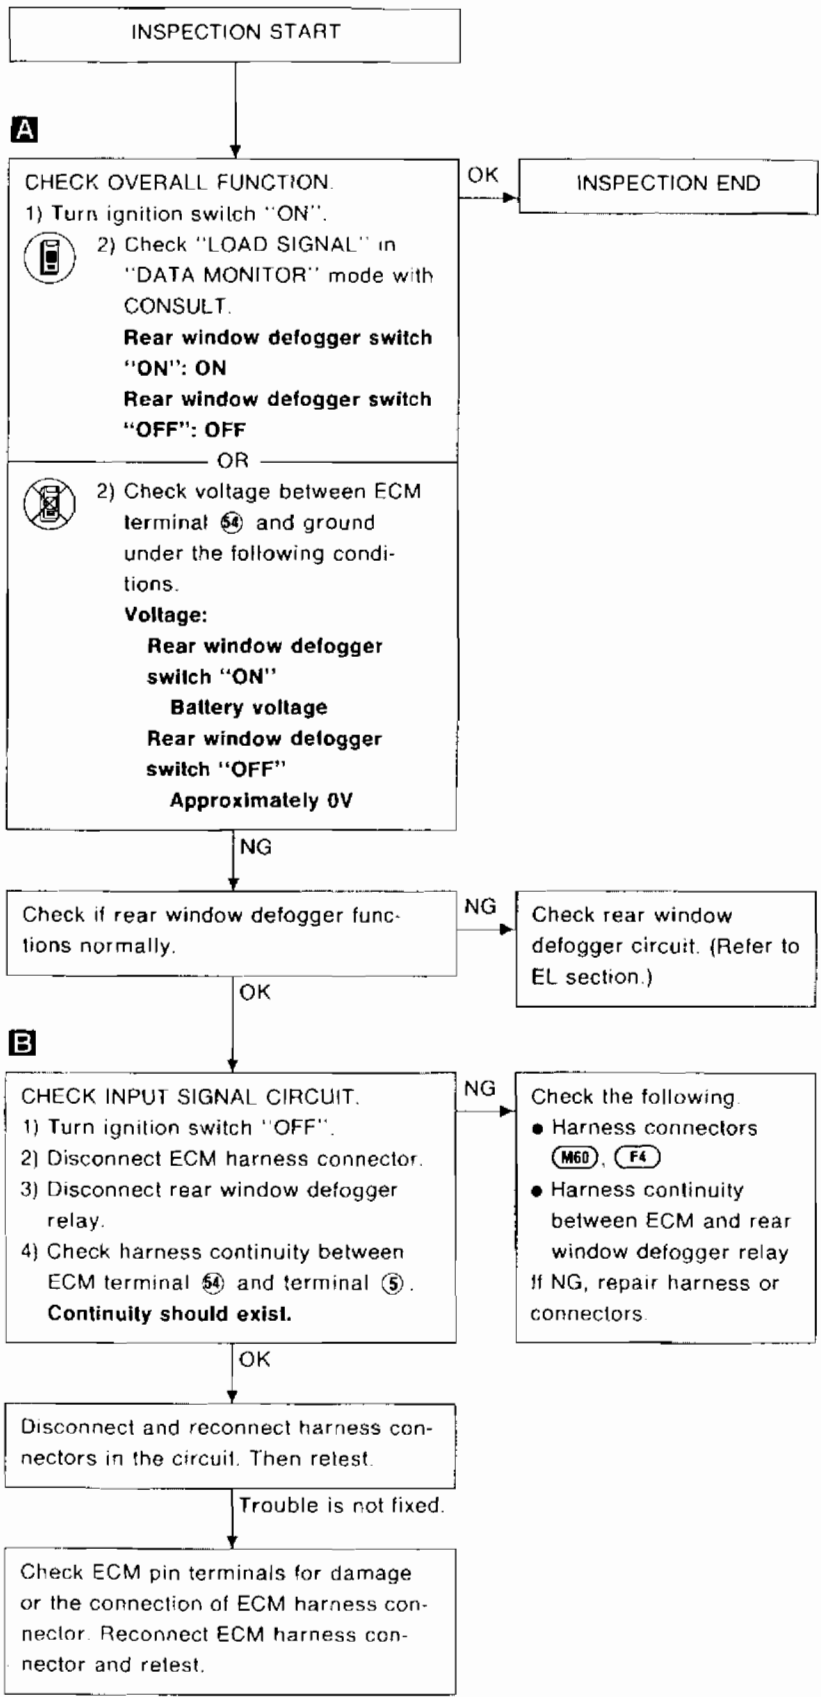 INSPECTION START
A
CHECK OVERALL FUNCTION.
1) Turn ignition switch "ON".
2) Check "LOAD SIGNAL" in
"DATA MONITOR" mode with
CONSULT.
Rear window defogger switch
"ON": ON
Rear window defogger switch
"OFF": OFF
OR
2) Check voltage between ECM
terminal 54 and ground
under the following condi-
tions.
Voltage:
Rear window defogger
switch "ON"
Battery voltage
Rear window defogger
switch "OFF"
Approximately 0V
OK
INSPECTION END
NG
Check if rear window defogger func-
tions normally.
NG
Check rear window
defogger circuit. (Refer to
EL section.)
OK
B
CHECK INPUT SIGNAL CIRCUIT.
1) Turn ignition switch "OFF".
2) Disconnect ECM harness connector.
3) Disconnect rear window defogger
relay.
4) Check harness continuity between
ECM terminal 54 and terminal 5.
Continuity should exist.
NG
Check the following.
● Harness connectors
M60, F4
● Harness continuity
between ECM and rear
window defogger relay
If NG, repair harness or
connectors.
OK
Disconnect and reconnect harness con-
nectors in the circuit. Then retest.
Trouble is not fixed.
Check ECM pin terminals for damage
or the connection of ECM harness con-
nector. Reconnect ECM harness con-
nector and retest.